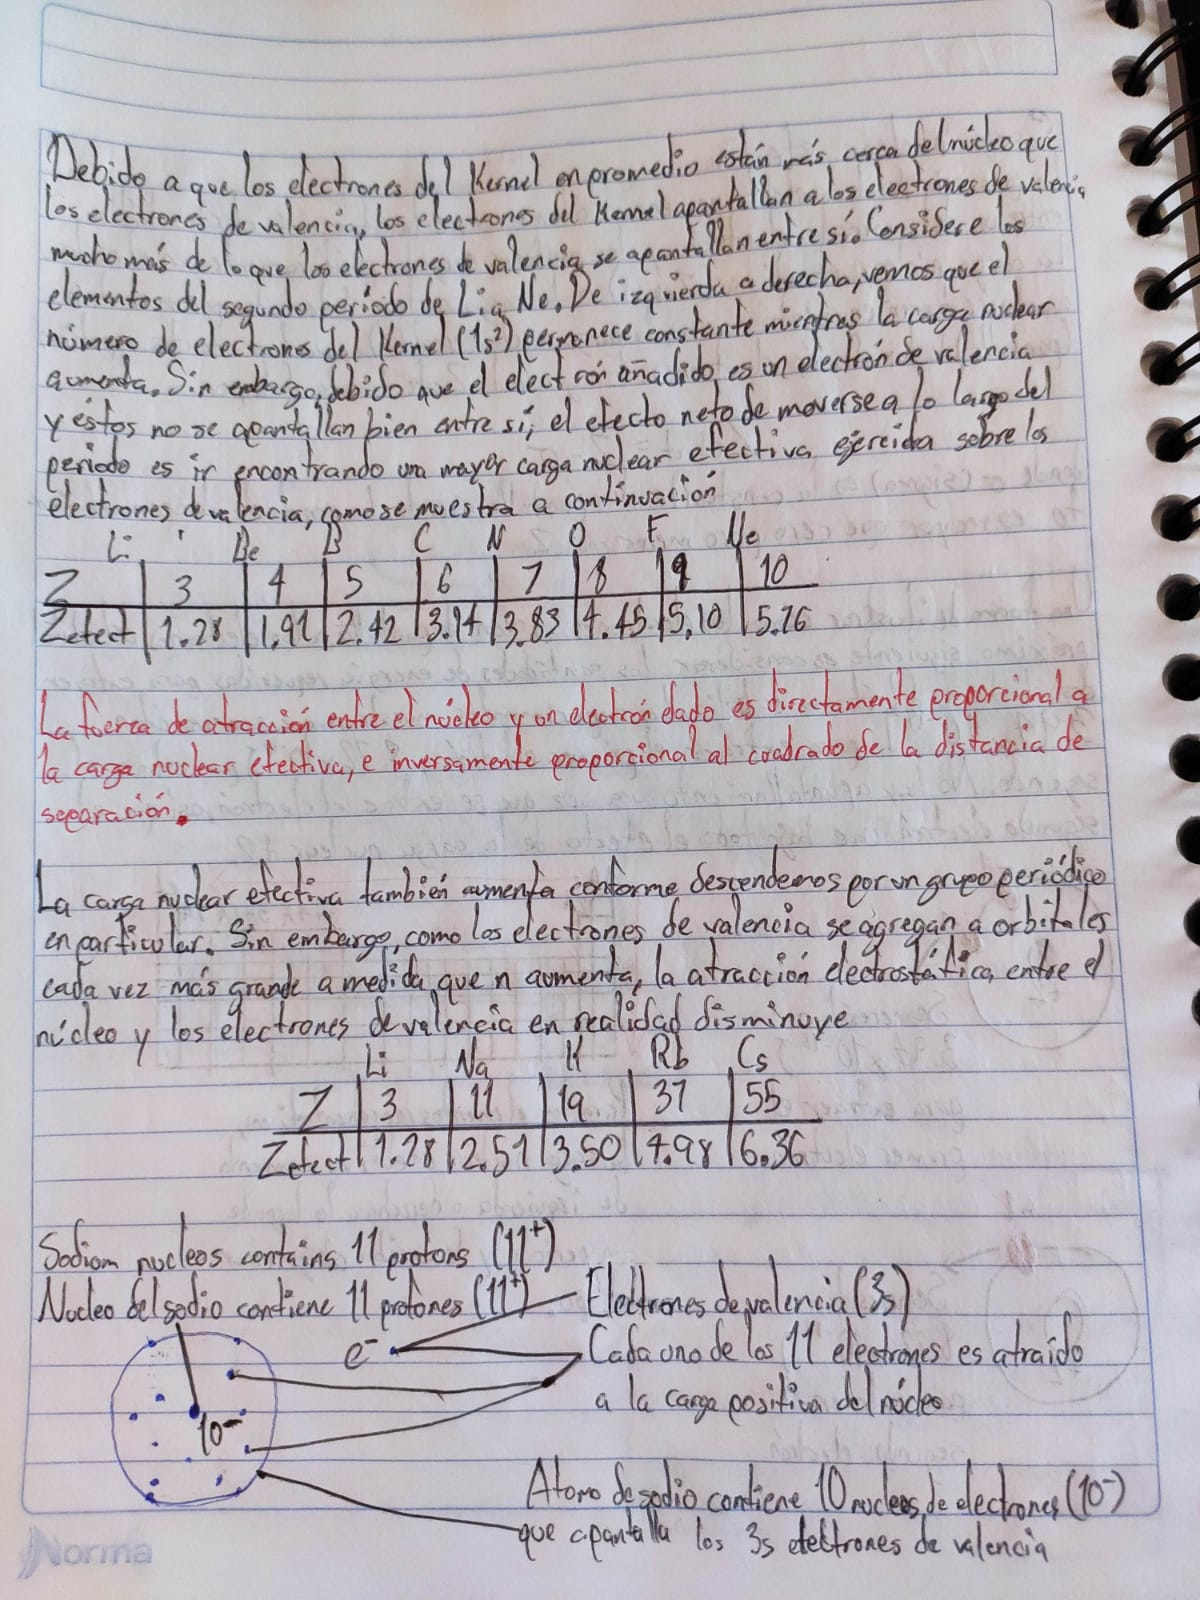 Debido a que los electrones del Kernel en promedio están más cerca del núcleo que
los electrones de valencia, los electrones del Kernel apantallan a los electrones de valencia
mucho más de lo que los electrones de valencia se apantallan entre sí. Considere los
elementos del segundo período de Li a Ne. De izquierda a derecha, vemos que el
número de electrones del Kernel (1s²) permanece constante mientras la carga nuclear
aumenta. Sin embargo, debido que el electrón añadido es un electrón de valencia
y éstos no se apantallan bien entre sí, el efecto neto de moverse a lo largo del
periodo es ir encontrando una mayor carga nuclear efectiva ejercida sobre los
electrones de valencia, como se muestra a continuación
Li Be B C N O F Ne
Z 3 4 5 6 7 8 9 10
Zefect 1.28 1.91 2.42 3.14 3.83 4.45 5.10 5.76
La fuerza de atracción entre el núcleo y un electrón dado es directamente proporcional a
la carga nuclear efectiva, e inversamente proporcional al cuadrado de la distancia de
separación.
La carga nuclear efectiva también aumenta conforme descendemos por un grupo periódico
en particular. Sin embargo, como los electrones de valencia se agregan a orbitales
cada vez más grande a medida que n aumenta, la atracción electrostática entre el
núcleo y los electrones de valencia en realidad disminuye
Li Na K Rb Cs
Z 3 11 19 37 55
Zefect 1.28 2.51 3.50 4.98 6.36
Sodium nucleos contains 11 protons (11⁺)
Nucleo del sodio contiene 11 protones (11⁺)
Electrones de valencia (3s)
e⁻
Cada uno de los 11 electrones es atraído
a la carga positiva del núcleo
10⁻
Atomo de sodio contiene 10 nucleos de electrones (10⁻)
que apantalla los 3s electrones de valencia
Norma